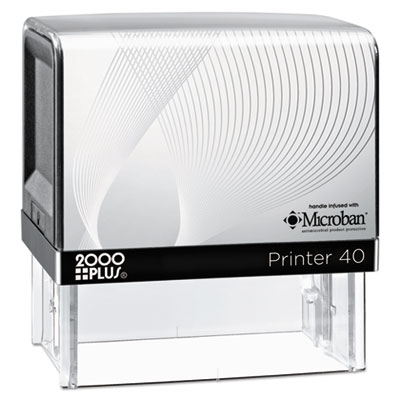 handle infused with
Microban®
antimicrobial product protection
2000
PLUS®
Printer 40